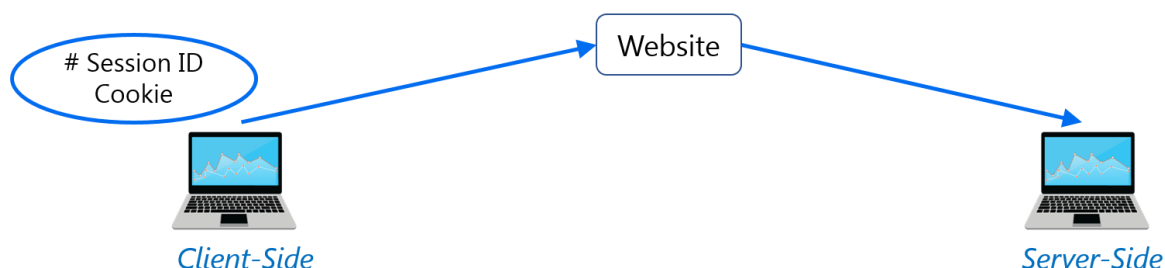 # Session ID
Cookie
Website
Client-Side
Server-Side